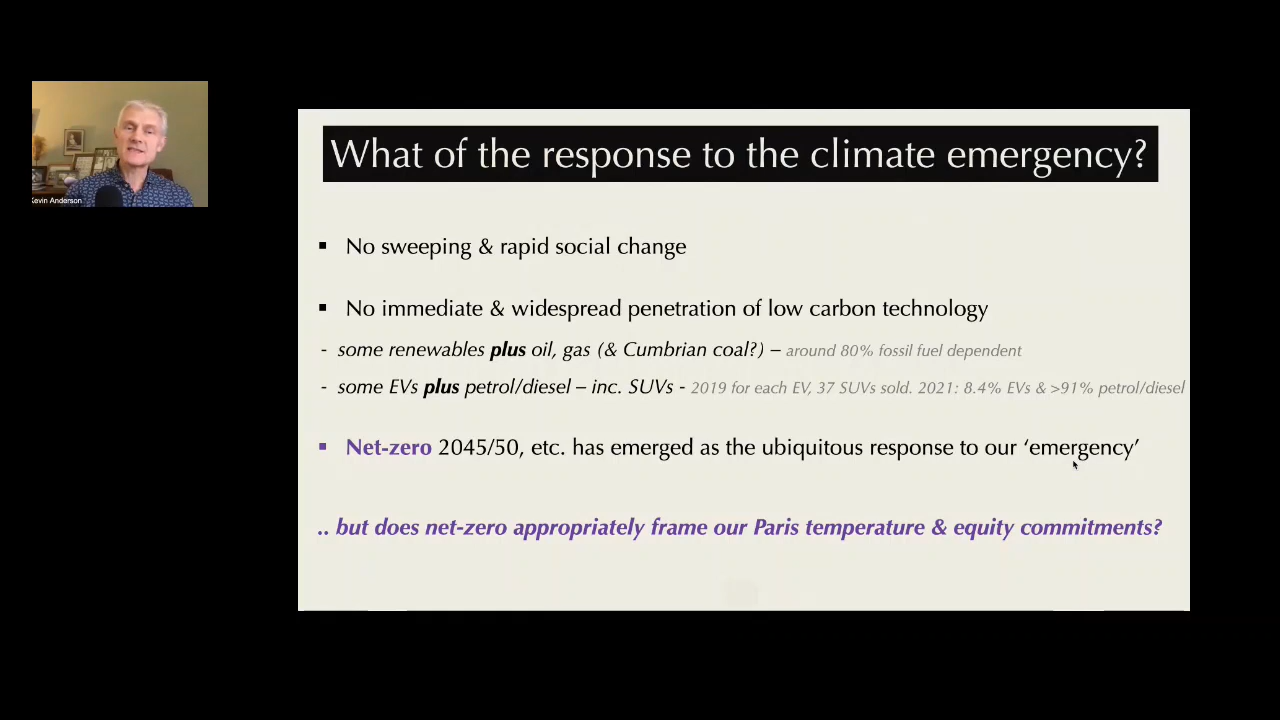 Kevin Anderson
What of the response to the climate emergency?
▪ No sweeping & rapid social change
▪ No immediate & widespread penetration of low carbon technology
- some renewables plus oil, gas (& Cumbrian coal?) – around 80% fossil fuel dependent
- some EVs plus petrol/diesel – inc. SUVs - 2019 for each EV, 37 SUVs sold. 2021: 8.4% EVs & >91% petrol/diesel
▪ Net-zero 2045/50, etc. has emerged as the ubiquitous response to our ‘emergency’
.. but does net-zero appropriately frame our Paris temperature & equity commitments?